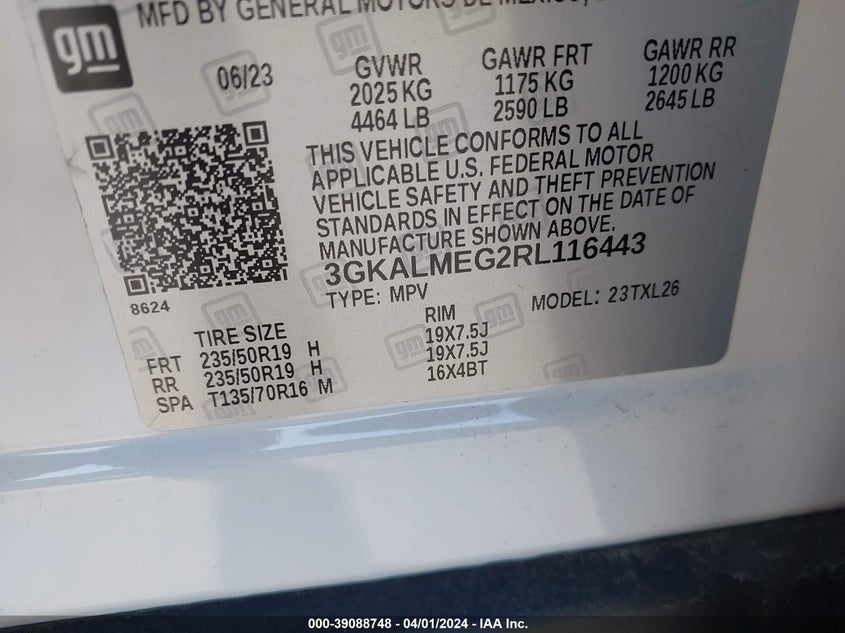 gm
MFD BY GENERAL MOTORS DE MEXICO,
06/23
GVWR
2025 KG
4464 LB
GAWR FRT
1175 KG
2590 LB
GAWR RR
1200 KG
2645 LB
THIS VEHICLE CONFORMS TO ALL
APPLICABLE U.S. FEDERAL MOTOR
VEHICLE SAFETY AND THEFT PREVENTION
STANDARDS IN EFFECT ON THE DATE OF
MANUFACTURE SHOWN ABOVE.
3GKALMEG2RL116443
8624
TYPE: MPV
MODEL: 23TXL26
TIRE SIZE
RIM
FRT 235/50R19 H 19X7.5J
RR 235/50R19 H 19X7.5J
SPA T135/70R16 M 16X4BT
000-39088748 - 04/01/2024 - IAA Inc.